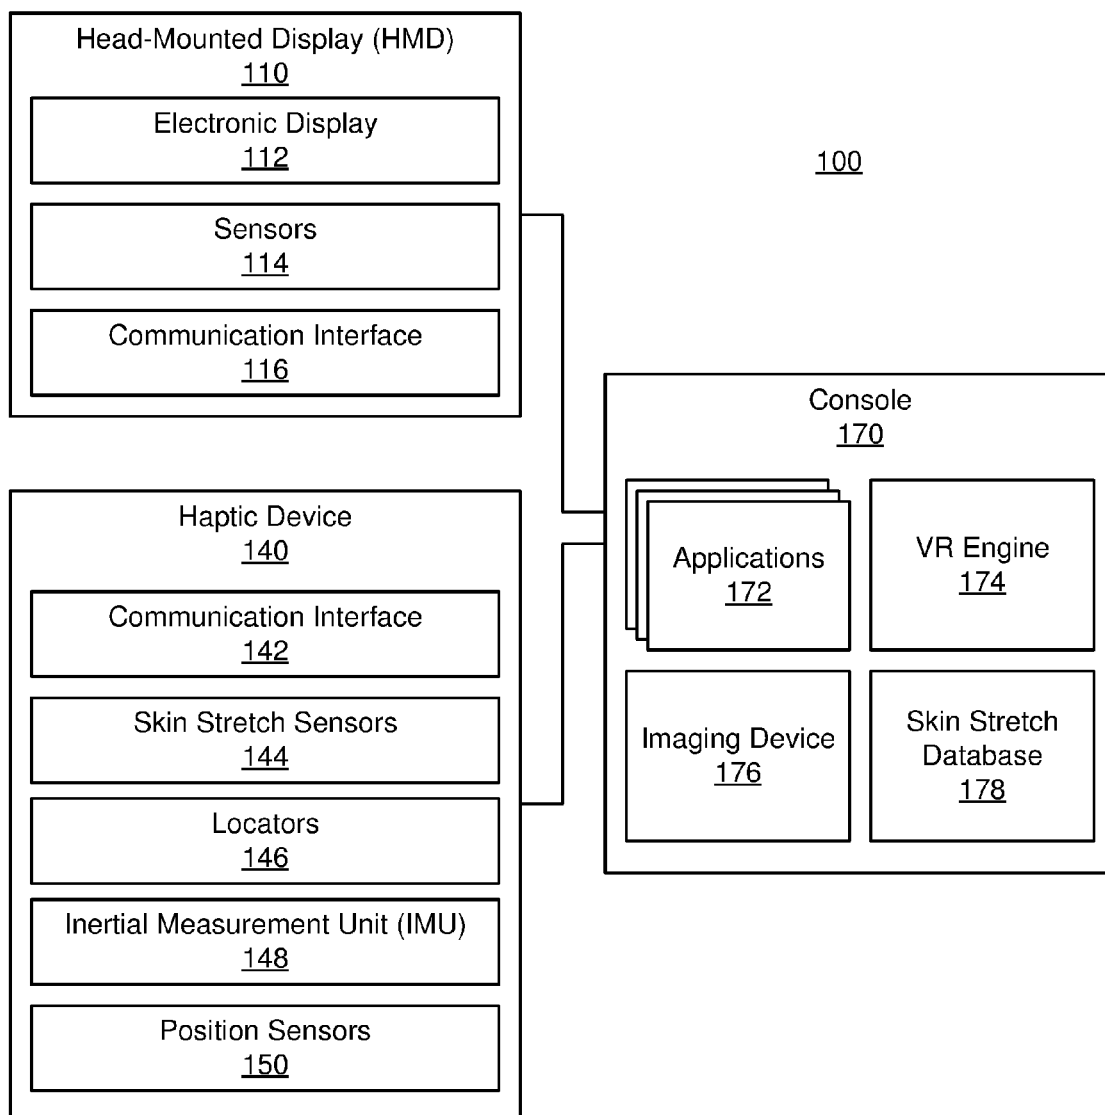 Head-Mounted Display (HMD)
110
Electronic Display
112
Sensors
114
Communication Interface
116
100
Haptic Device
140
Communication Interface
142
Skin Stretch Sensors
144
Locators
146
Inertial Measurement Unit (IMU)
148
Position Sensors
150
Console
170
Applications
172
VR Engine
174
Imaging Device
176
Skin Stretch
Database
178